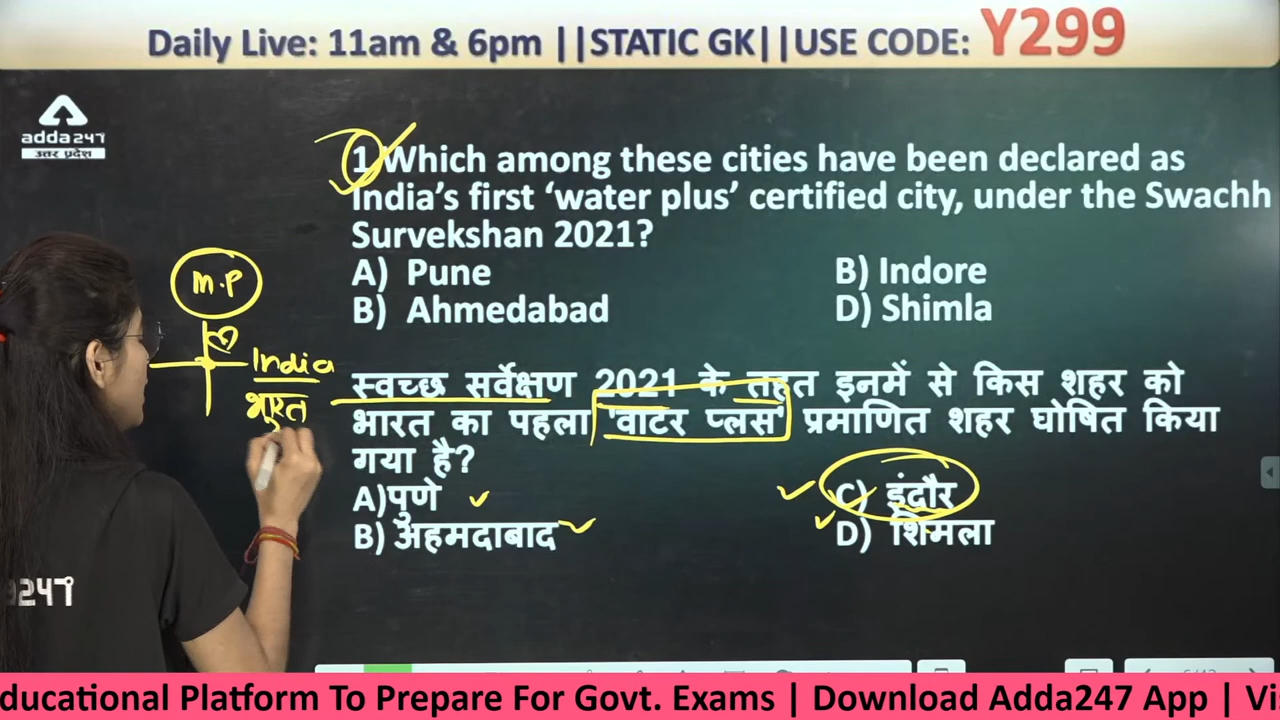 Daily Live: 11am & 6pm ||STATIC GK||USE CODE: Y299
adda247
उत्तर प्रदेश
1 Which among these cities have been declared as
India's first 'water plus' certified city, under the Swachh
Survekshan 2021?
A) Pune B) Indore
B) Ahmedabad D) Shimla
M.P
India
भारत
स्वच्छ सर्वेक्षण 2021 के तहत इनमें से किस शहर को
भारत का पहला 'वाटर प्लस' प्रमाणित शहर घोषित किया
गया है?
A)पुणे C) इंदौर
B) अहमदाबाद D) शिमला
9247
ducational Platform To Prepare For Govt. Exams | Download Adda247 App | Vi